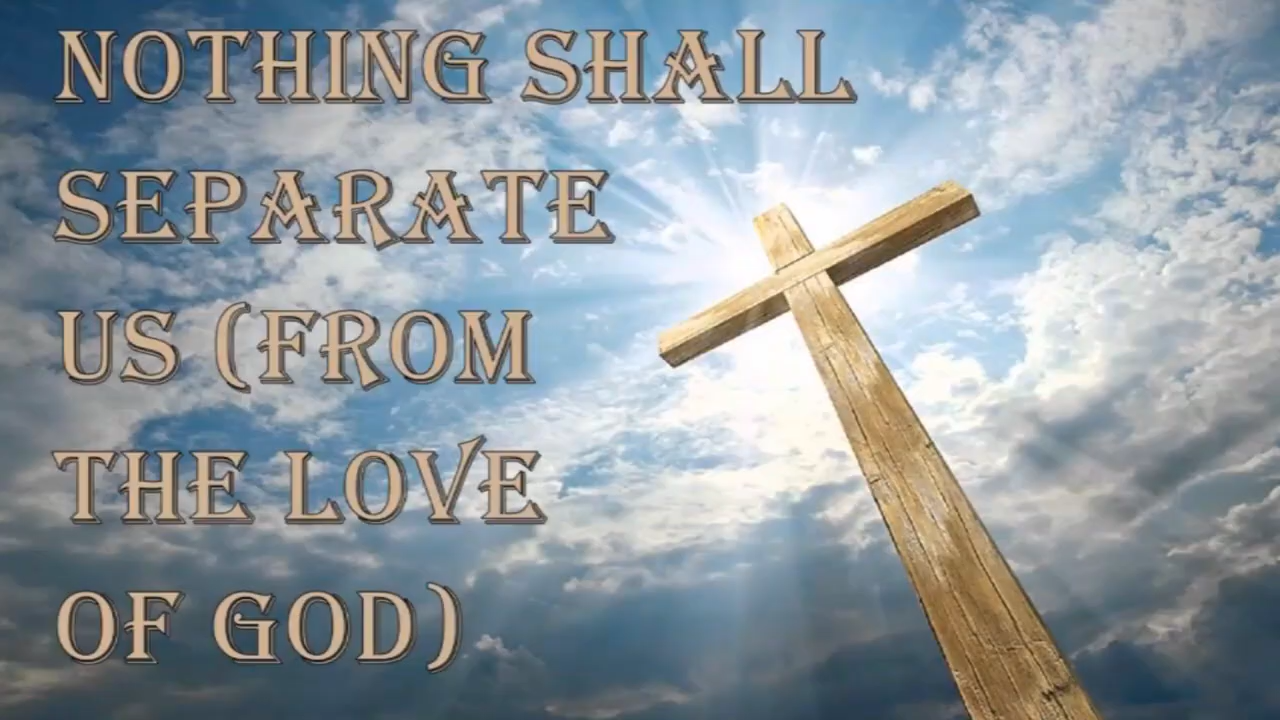 NOTHING SHALL
SEPARATE
US (FROM
THE LOVE
OF GOD)